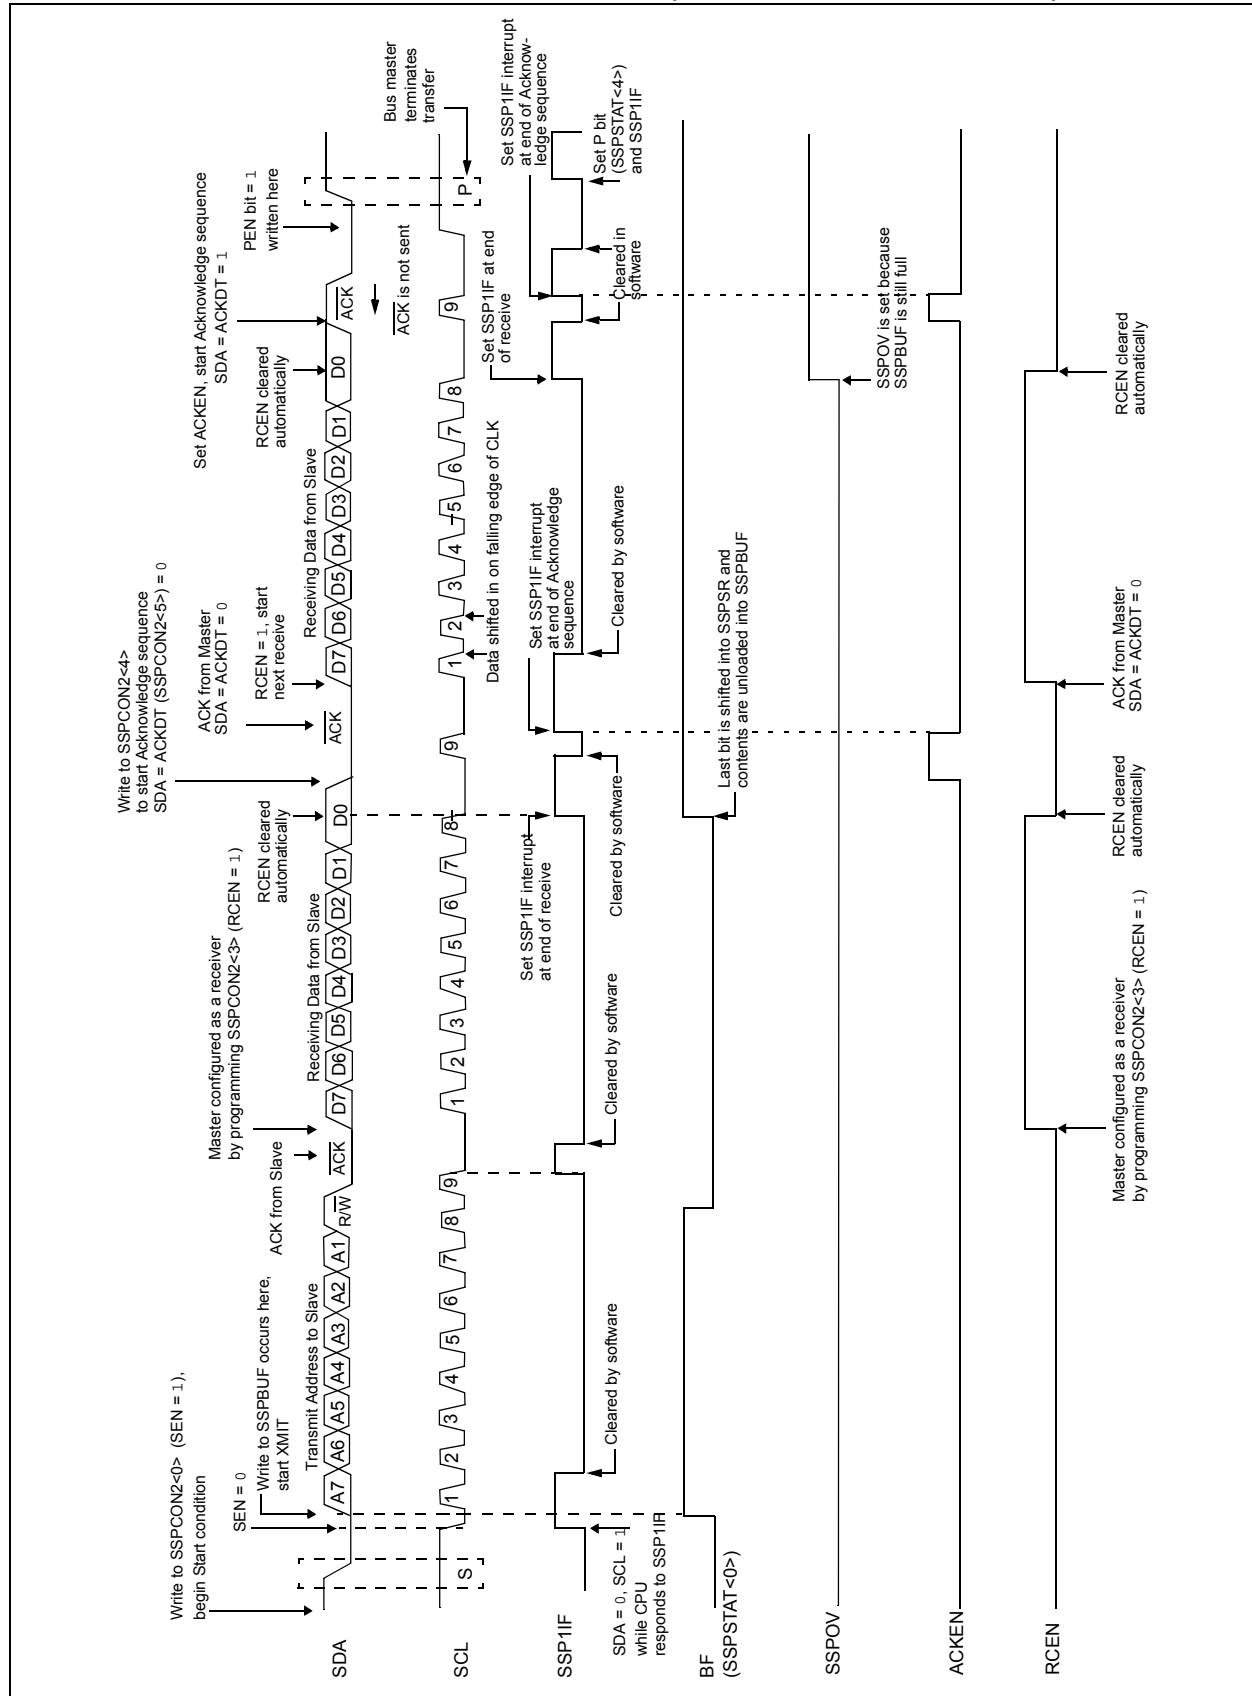 Write to SSPCON2<0> (SEN = 1),
begin Start condition
SEN = 0
Write to SSPBUF occurs here,
start XMIT
ACK from Slave
Master configured as a receiver
by programming SSPCON2<3> (RCEN = 1)
RCEN cleared
automatically
Write to SSPCON2<4>
to start Acknowledge sequence
SDA = ACKDT (SSPCON2<5>) = 0
ACK from Master
SDA = ACKDT = 0
RCEN = 1, start
next receive
RCEN cleared
automatically
Set ACKEN, start Acknowledge sequence
SDA = ACKDT = 1
PEN bit = 1
written here
Transmit Address to Slave
Receiving Data from Slave
Receiving Data from Slave
SDA
A7 A6 A5 A4 A3 A2 A1 R/W ACK D7 D6 D5 D4 D3 D2 D1 D0 ACK D7 D6 D5 D4 D3 D2 D1 D0 ACK
ACK is not sent
Bus master
terminates
transfer
SCL
S 1 2 3 4 5 6 7 8 9 1 2 3 4 5 6 7 8 9 1 2 3 4 5 6 7 8 9 P
Data shifted in on falling edge of CLK
Set SSP1IF interrupt
at end of receive
Set SSP1IF interrupt
at end of Acknowledge
sequence
Set SSP1IF at end
of receive
Set SSP1IF interrupt
at end of Acknow-
ledge sequence
SSP1IF
SDA = 0, SCL = 1
while CPU
responds to SSP1IR
Cleared by software
Cleared by software
Cleared by software
Cleared by software
Cleared in
software
Set P bit
(SSPSTAT<4>)
and SSP1IF
BF
(SSPSTAT<0>)
Last bit is shifted into SSPSR and
contents are unloaded into SSPBUF
SSPOV
SSPOV is set because
SSPBUF is still full
ACKEN
RCEN
Master configured as a receiver
by programming SSPCON2<3> (RCEN = 1)
RCEN cleared
automatically
ACK from Master
SDA = ACKDT = 0
RCEN cleared
automatically